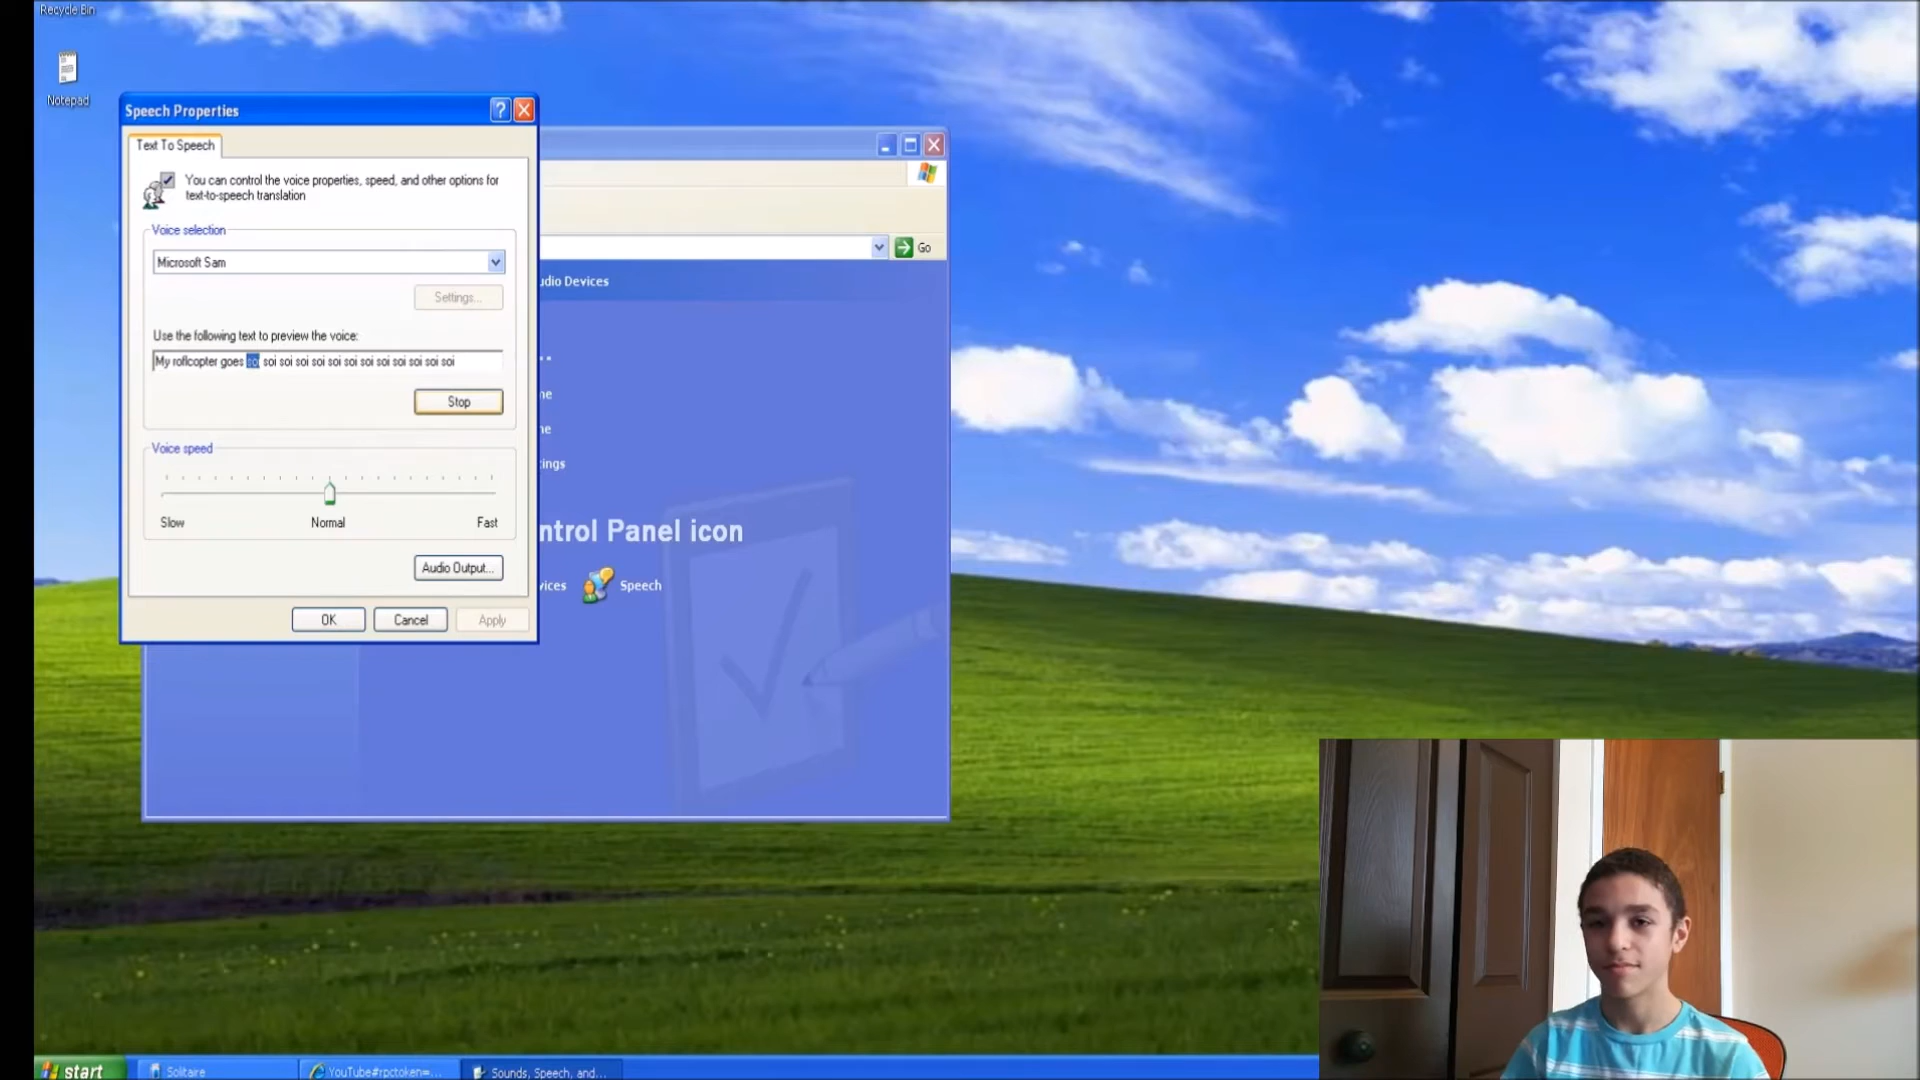 Recycle Bin
Notepad
Speech Properties
Text To Speech
You can control the voice properties, speed, and other options for
text-to-speech translation
Voice selection
Microsoft Sam
Settings...
Use the following text to preview the voice:
My roflcopter goes soi soi soi soi soi soi soi soi soi soi soi soi soi
Stop
Voice speed
Slow
Normal
Fast
Audio Output...
OK
Cancel
Apply
Go
udio Devices
ne
me
tings
ntrol Panel icon
vices
Speech
start
Solitaire
YouTube#rpctoken=...
Sounds, Speech, and...